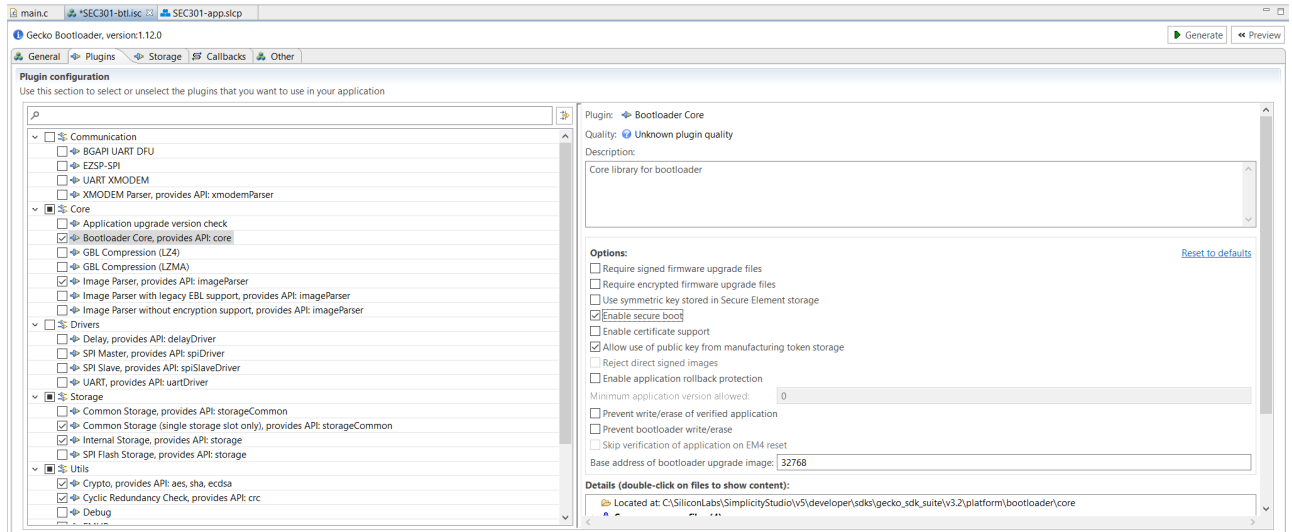 main.c *SEC301-btl.isc SEC301-app.slcp
Gecko Bootloader, version:1.12.0
Generate Preview
General Plugins Storage Callbacks Other
Plugin configuration
Use this section to select or unselect the plugins that you want to use in your application
Communication
BGAPI UART DFU
EZSP-SPI
UART XMODEM
XMODEM Parser, provides API: xmodemParser
Core
Application upgrade version check
Bootloader Core, provides API: core
GBL Compression (LZ4)
GBL Compression (LZMA)
Image Parser, provides API: imageParser
Image Parser with legacy EBL support, provides API: imageParser
Image Parser without encryption support, provides API: imageParser
Drivers
Delay, provides API: delayDriver
SPI Master, provides API: spiDriver
SPI Slave, provides API: spiSlaveDriver
UART, provides API: uartDriver
Storage
Common Storage, provides API: storageCommon
Common Storage (single storage slot only), provides API: storageCommon
Internal Storage, provides API: storage
SPI Flash Storage, provides API: storage
Utils
Crypto, provides API: aes, sha, ecdsa
Cyclic Redundancy Check, provides API: crc
Debug
Plugin: Bootloader Core
Quality: Unknown plugin quality
Description:
Core library for bootloader
Options: Reset to defaults
Require signed firmware upgrade files
Require encrypted firmware upgrade files
Use symmetric key stored in Secure Element storage
Enable secure boot
Enable certificate support
Allow use of public key from manufacturing token storage
Reject direct signed images
Enable application rollback protection
Minimum application version allowed: 0
Prevent write/erase of verified application
Prevent bootloader write/erase
Skip verification of application on EM4 reset
Base address of bootloader upgrade image: 32768
Details (double-click on files to show content):
Located at: C:\SiliconLabs\SimplicityStudio\v5\developer\sdks\gecko_sdk_suite\v3.2\platform\bootloader\core